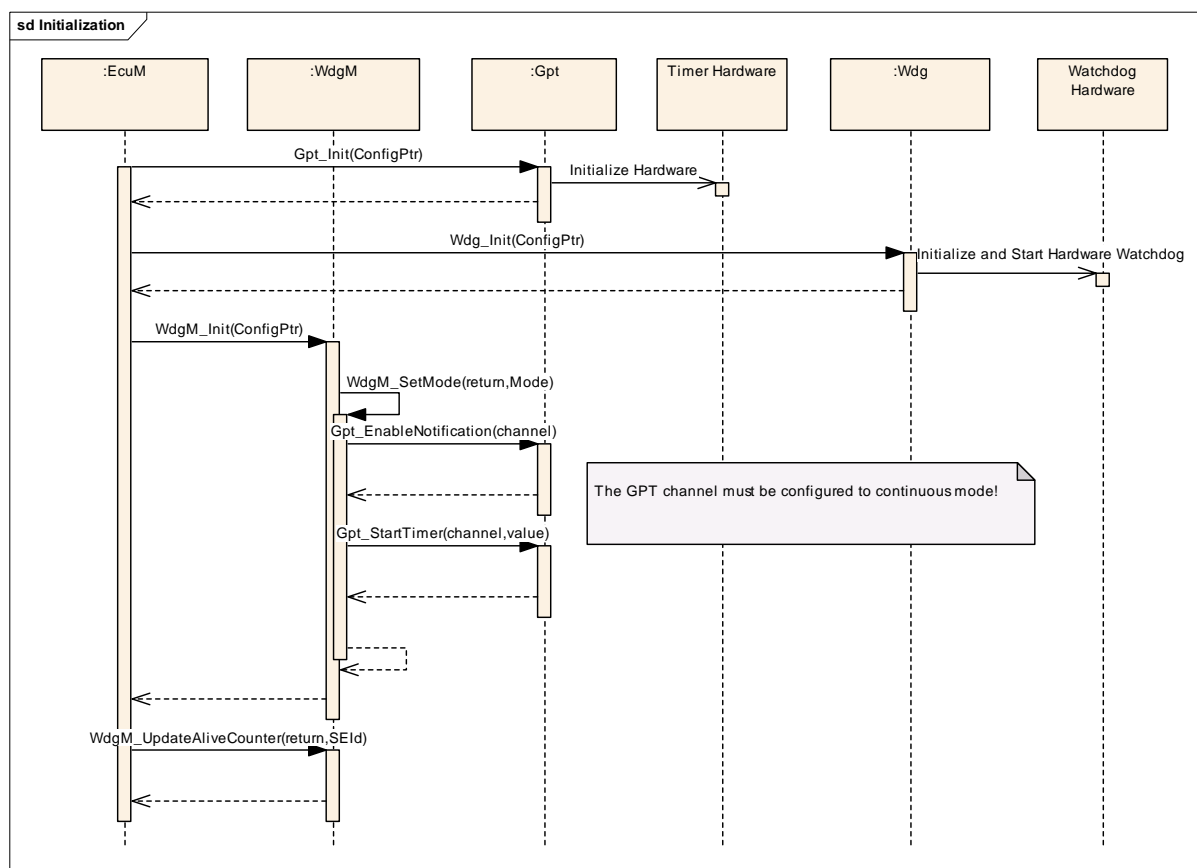 sd Initialization
:EcuM
:WdgM
:Gpt
Timer Hardware
:Wdg
Watchdog
Hardware
Gpt_Init(ConfigPtr)
Initialize Hardware
Wdg_Init(ConfigPtr)
Initialize and Start Hardware Watchdog
WdgM_Init(ConfigPtr)
WdgM_SetMode(return,Mode)
Gpt_EnableNotification(channel)
The GPT channel must be configured to continuous mode!
Gpt_StartTimer(channel,value)
WdgM_UpdateAliveCounter(return,SEId)